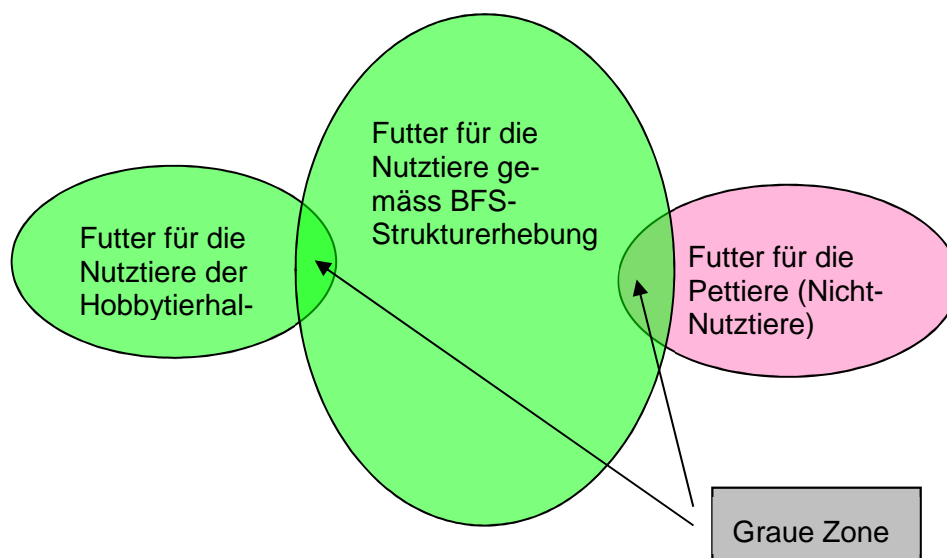 Futter für die
Nutztiere ge-
mäss BFS-
Strukturerhebung
Futter für die
Nutztiere der
Hobbytierhal-
Futter für die
Pettiere (Nicht-
Nutztiere)
Graue Zone